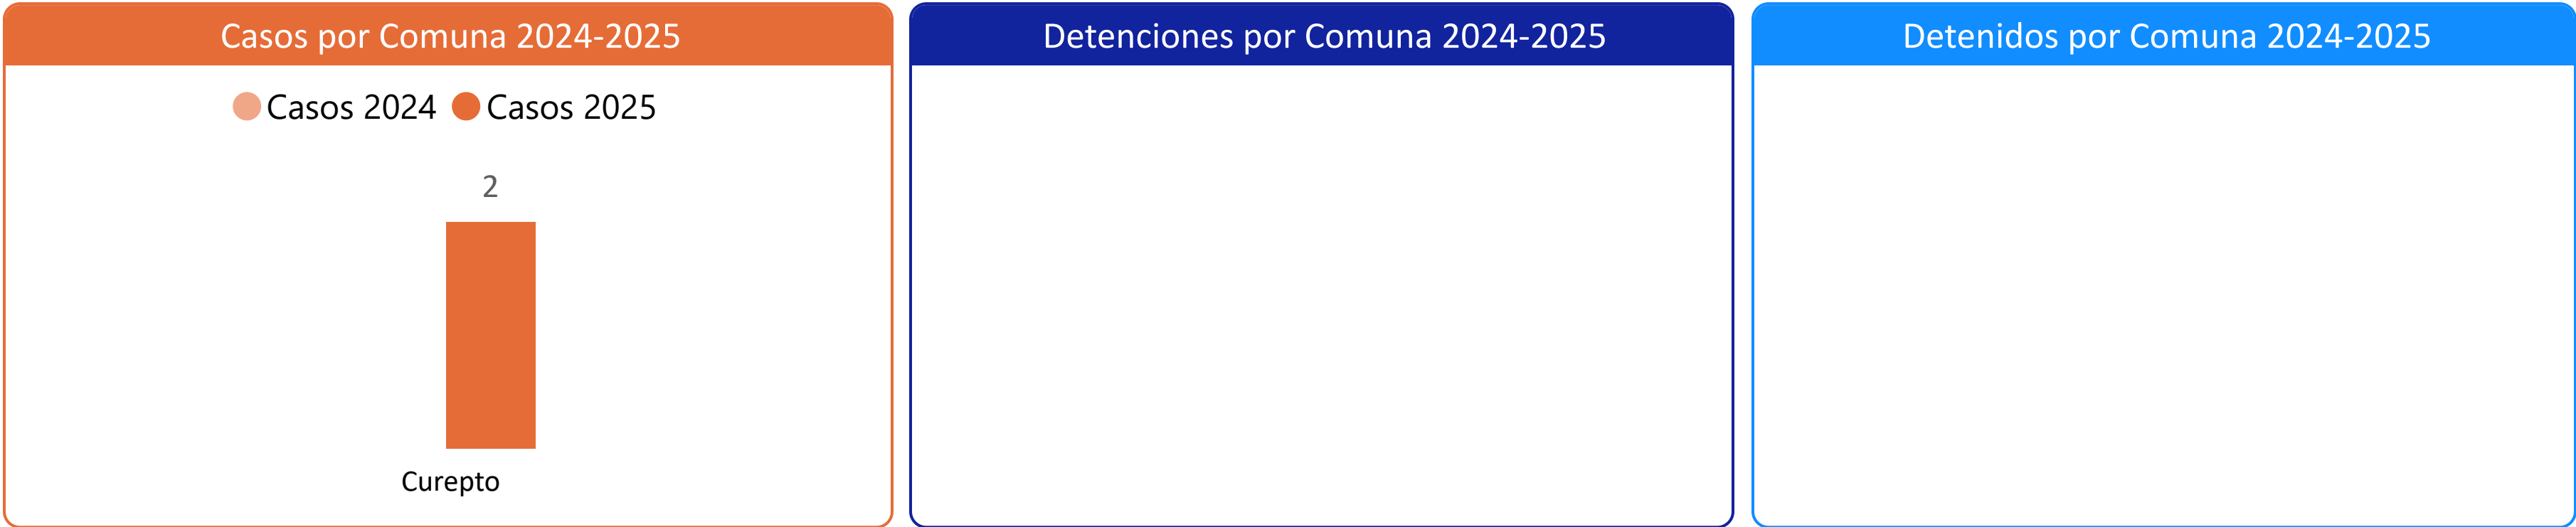 Casos por Comuna 2024-2025
Casos 2024 Casos 2025
2
Curepto
Detenciones por Comuna 2024-2025
Detenidos por Comuna 2024-2025